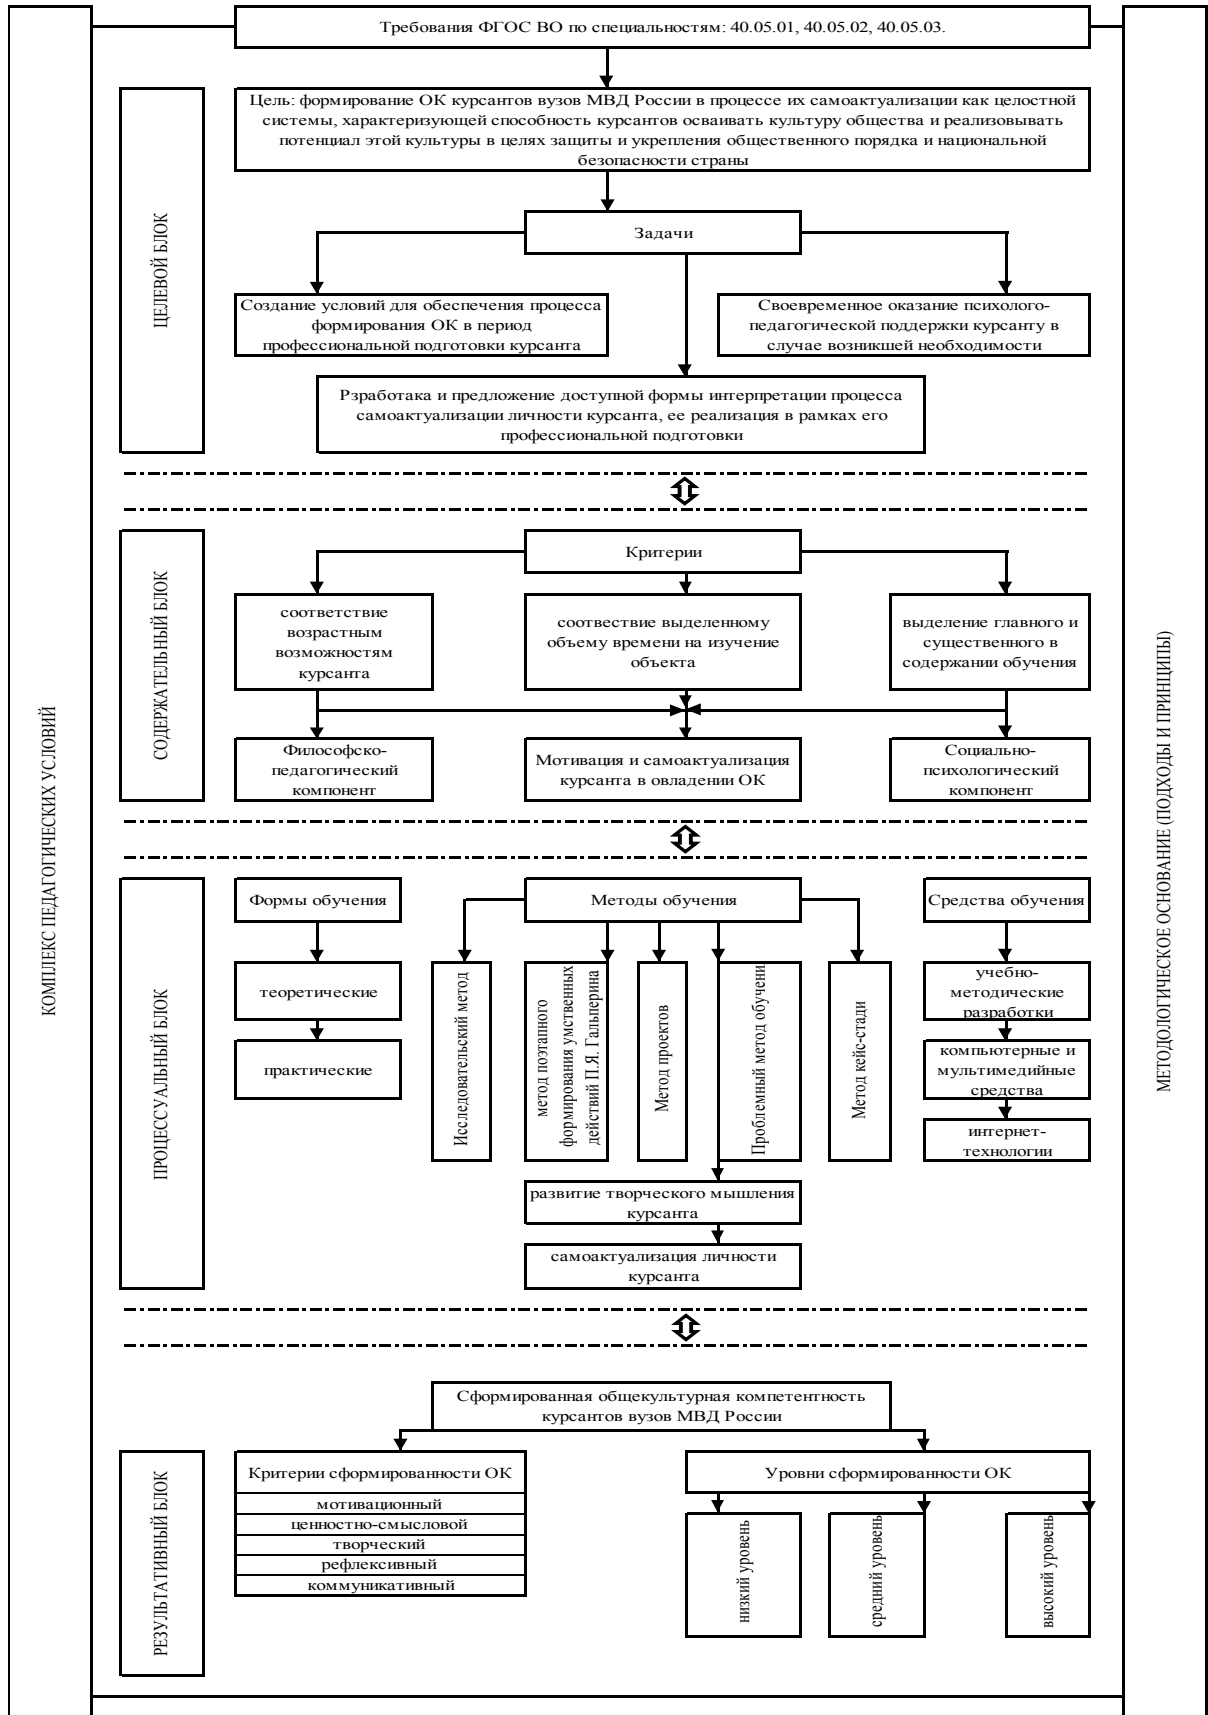 Требования ФГОС ВО по специальностям: 40.05.01, 40.05.02, 40.05.03.
КОМПЛЕКС ПЕДАГОГИЧЕСКИХ УСЛОВИЙ
МЕТОДОЛОГИЧЕСКОЕ ОСНОВАНИЕ (ПОДХОДЫ И ПРИНЦИПЫ)
ЦЕЛЕВОЙ БЛОК
Цель: формирование ОК курсантов вузов МВД России в процессе их самоактуализации как целостной
системы, характеризующей способность курсантов осваивать культуру общества и реализовывать
потенциал этой культуры в целях защиты и укрепления общественного порядка и национальной
безопасности страны
Задачи
Создание условий для обеспечения процесса
формирования ОК в период
профессиональной подготовки курсанта
Своевременное оказание психолого-
педагогической поддержки курсанту в
случае возникшей необходимости
Рзработака и предложение доступной формы интерпретации процесса
самоактуализации личности курсанта, ее реализация в рамках его
профессиональной подготовки
СОДЕРЖАТЕЛЬНЫЙ БЛОК
Критерии
соответствие
возрастным
возможностям
курсанта
соотвествие выделенному
объему времени на изучение
объекта
выделение главного и
существенного в
содержании обучения
Философско-
педагогический
компонент
Мотивация и самоактуализация
курсанта в овладении ОК
Социально-
психологический
компонент
ПРОЦЕССУАЛЬНЫЙ БЛОК
Формы обучения
теоретические
практические
Методы обучения
Исследовательский метод
метод поэтапного
формирования умственных
действий П.Я. Гальперина
Метод проектов
Проблемный метод обучени
Метод кейс-стади
развитие творческого мышления
курсанта
самоактуализация личности
курсанта
Средства обучения
учебно-
методические
разработки
компьютерные и
мультимедийные
средства
интернет-
технологии
РЕЗУЛЬТАТИВНЫЙ БЛОК
Сформированная общекультурная компетентность
курсантов вузов МВД России
Критерии сформированности ОК
мотивационный
ценностно-смысловой
творческий
рефлексивный
коммуникативный
Уровни сформированности ОК
низкий уровень
средний уровень
высокий уровень